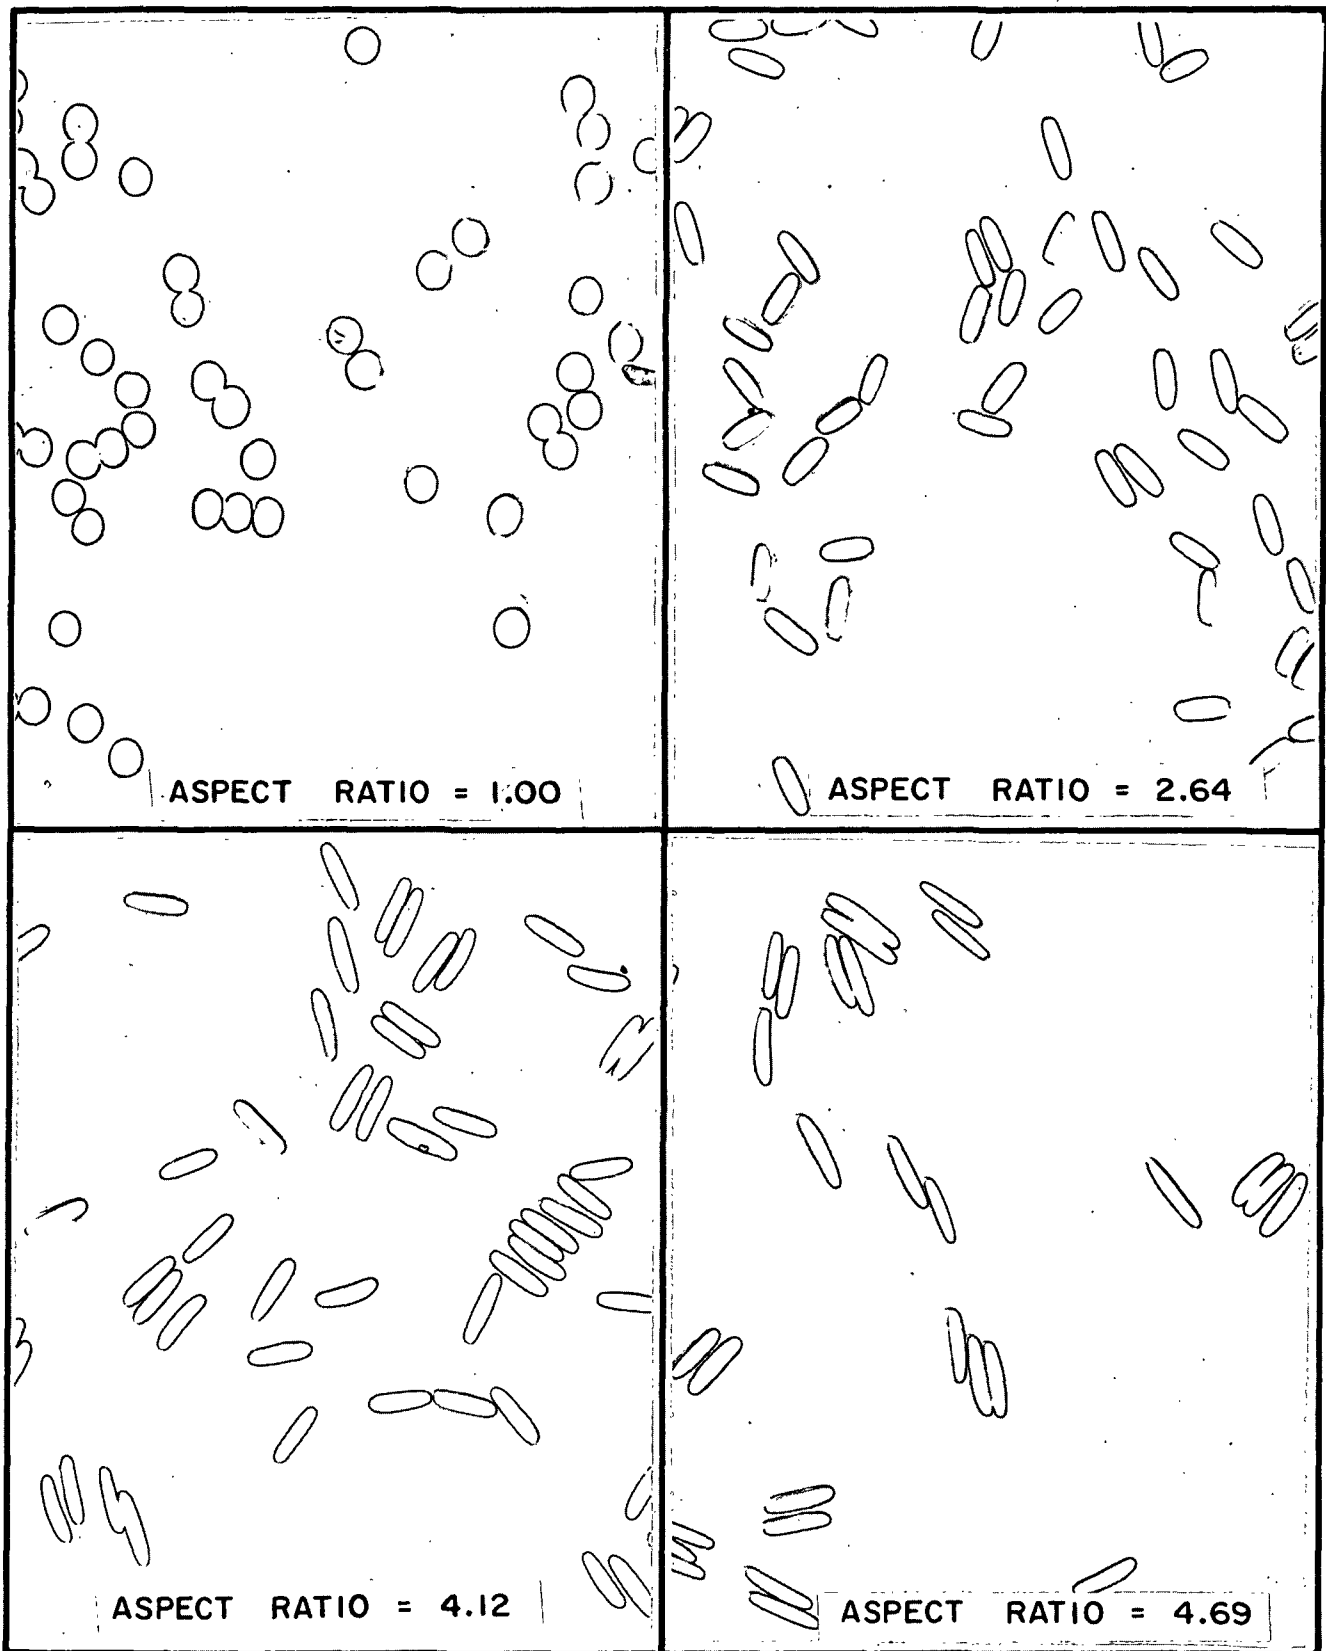 ASPECT RATIO = 1.00
ASPECT RATIO = 2.64
ASPECT RATIO = 4.12
ASPECT RATIO = 4.69